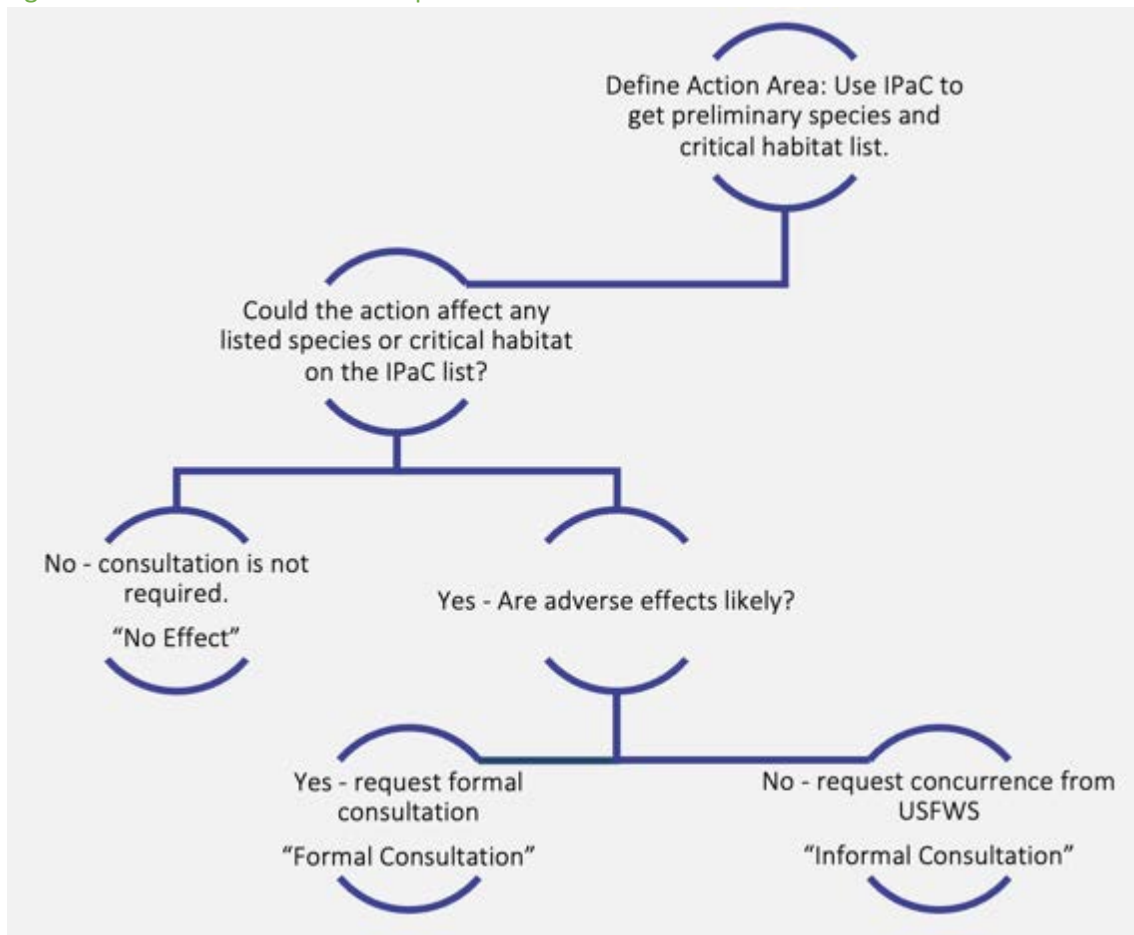 Define Action Area: Use IPaC to
get preliminary species and
critical habitat list.
Could the action affect any
listed species or critical habitat
on the IPaC list?
No - consultation is not
required.
“No Effect”
Yes - Are adverse effects likely?
Yes - request formal
consultation
“Formal Consultation”
No - request concurrence from
USFWS
“Informal Consultation”